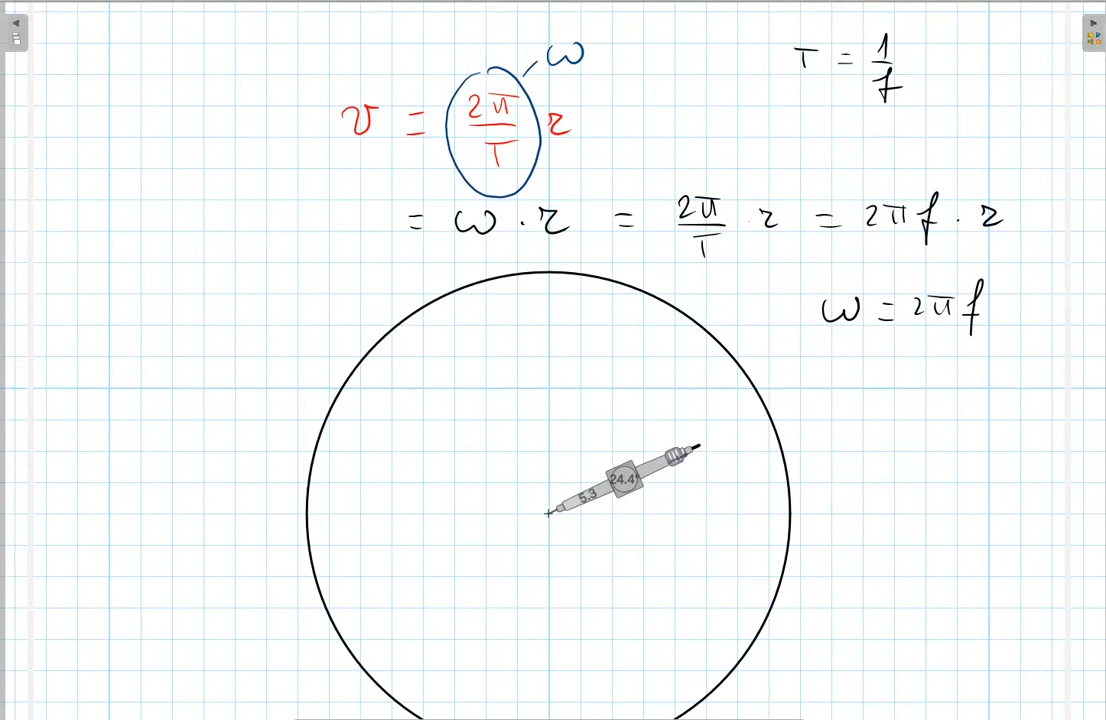 ω
T = 1/f
v = 2π/T r
= ω · r = 2π/T · r = 2πf · r
ω = 2πf
24.4°
5.3